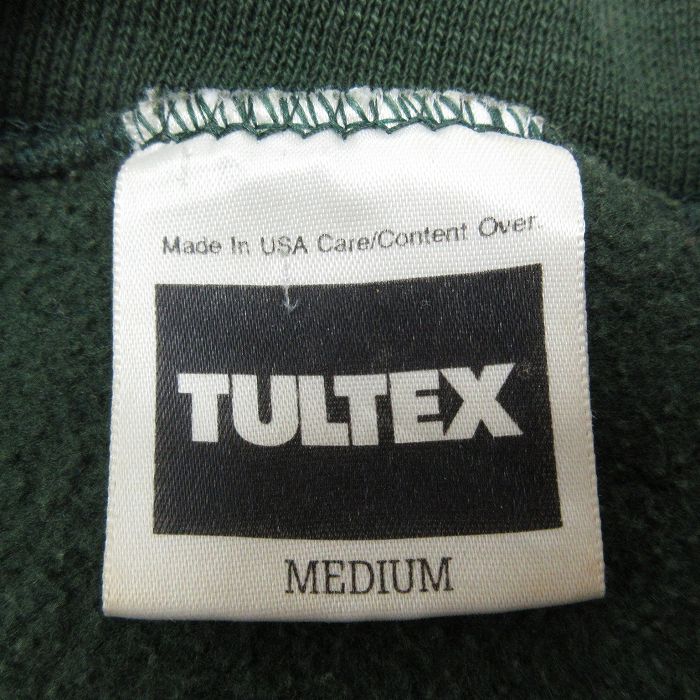 Made In USA Care/Content Over.
TULTEX®
MEDIUM